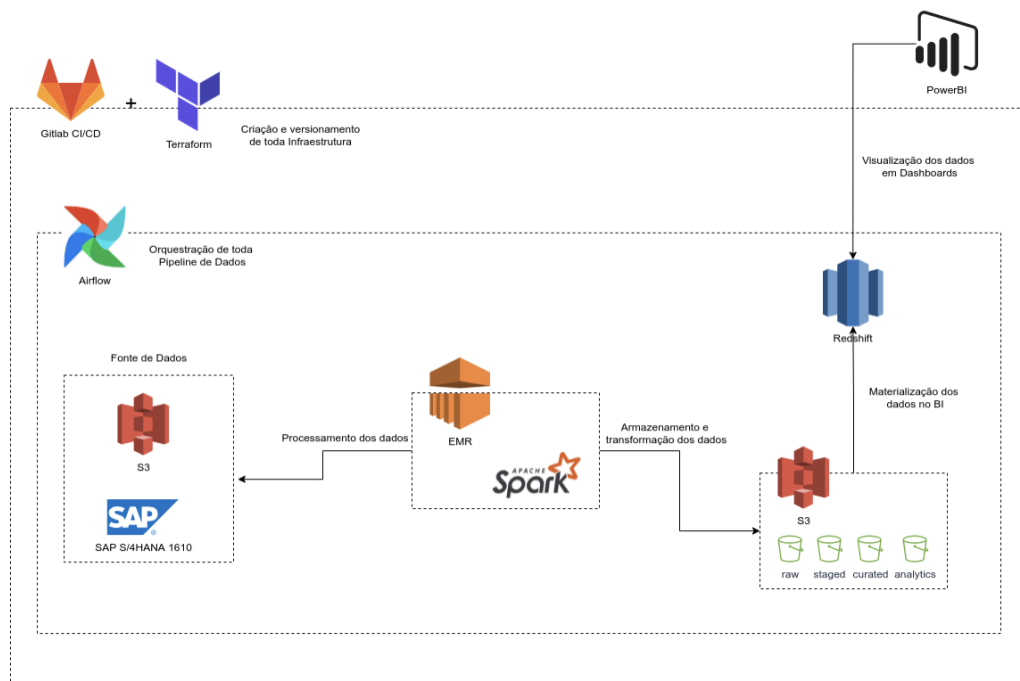 PowerBI
Gitlab CI/CD
+
Terraform
Criação e versionamento
de toda Infraestrutura
Visualização dos dados
em Dashboards
Airflow
Orquestração de toda
Pipeline de Dados
Redshift
Fonte de Dados
S3
SAP
SAP S/4HANA 1610
Processamento dos dados
EMR
APACHE
Spark
Armazenamento e
transformação dos dados
Materialização dos
dados no BI
S3
raw staged curated analytics